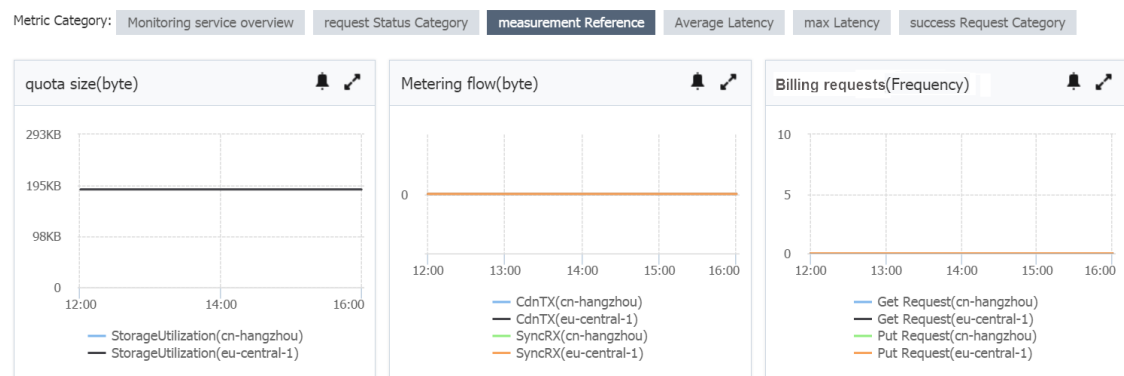 Metric Category: Monitoring service overview request Status Category measurement Reference Average Latency max Latency success Request Category
quota size(byte)
293KB
195KB
98KB
0
12:00 14:00 16:00
StorageUtilization(cn-hangzhou)
StorageUtilization(eu-central-1)
Metering flow(byte)
0
12:00 13:00 14:00 15:00 16:00
CdnTX(cn-hangzhou)
CdnTX(eu-central-1)
SyncRX(cn-hangzhou)
SyncRX(eu-central-1)
Billing requests(Frequency)
10
5
0
12:00 13:00 14:00 15:00 16:00
Get Request(cn-hangzhou)
Get Request(eu-central-1)
Put Request(cn-hangzhou)
Put Request(eu-central-1)